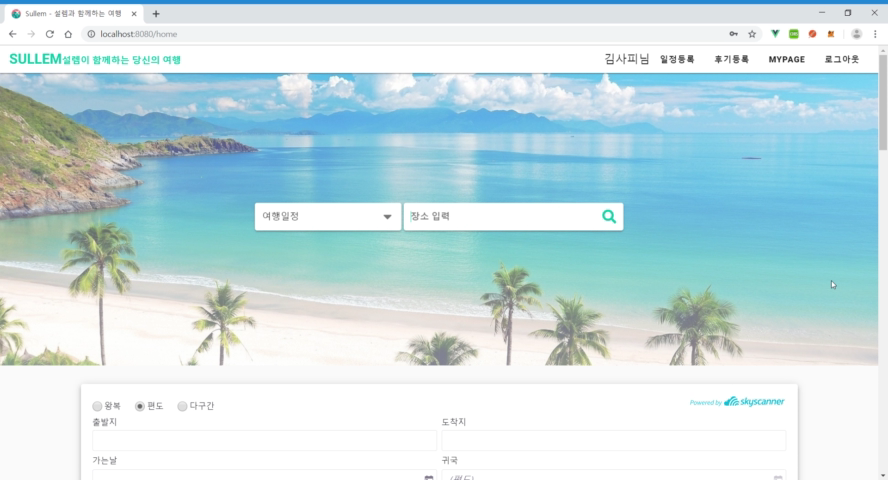 Sullem - 설렘과 함께하는 여행
localhost:8080/home
SULLEM설렘이 함께하는 당신의 여행
김사피님 일정등록 후기등록 MYPAGE 로그아웃
여행일정 장소 입력
왕복 편도 다구간
Powered by skyscanner
출발지 도착지
가는날 귀국
(편도)